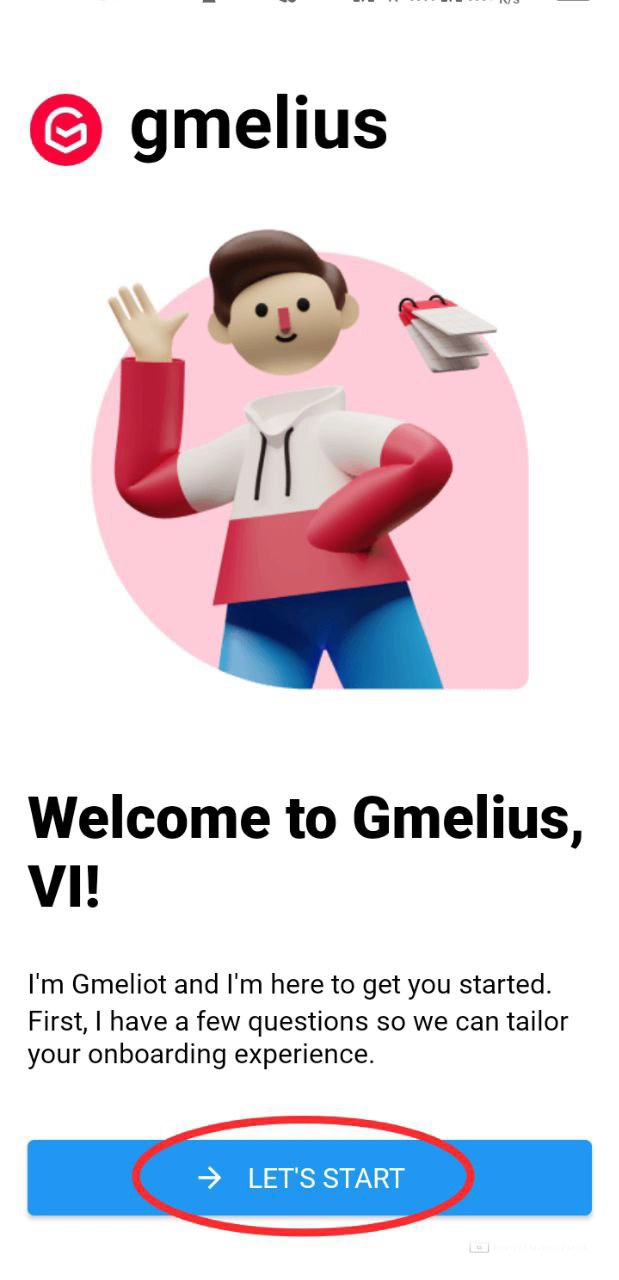 gmelius
Welcome to Gmelius,
VI!
I'm Gmeliot and I'm here to get you started.
First, I have a few questions so we can tailor
your onboarding experience.
→ LET'S START